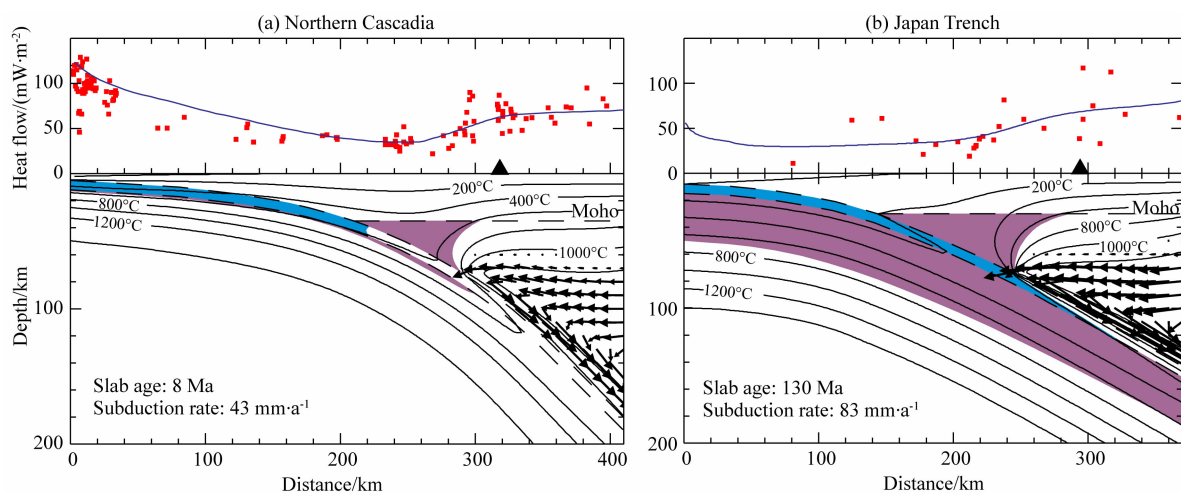 (a) Northern Cascadia
(b) Japan Trench
Heat flow/(mW·m⁻²)
100
50
0
100
50
0
200°C
400°C
Moho
800°C
1200°C
1000°C
200°C
Moho
800°C
1000°C
800°C
1200°C
Depth/km
100
200
100
200
Slab age: 8 Ma
Subduction rate: 43 mm·a⁻¹
Slab age: 130 Ma
Subduction rate: 83 mm·a⁻¹
0
100
200
300
400
0
100
200
300
Distance/km
Distance/km